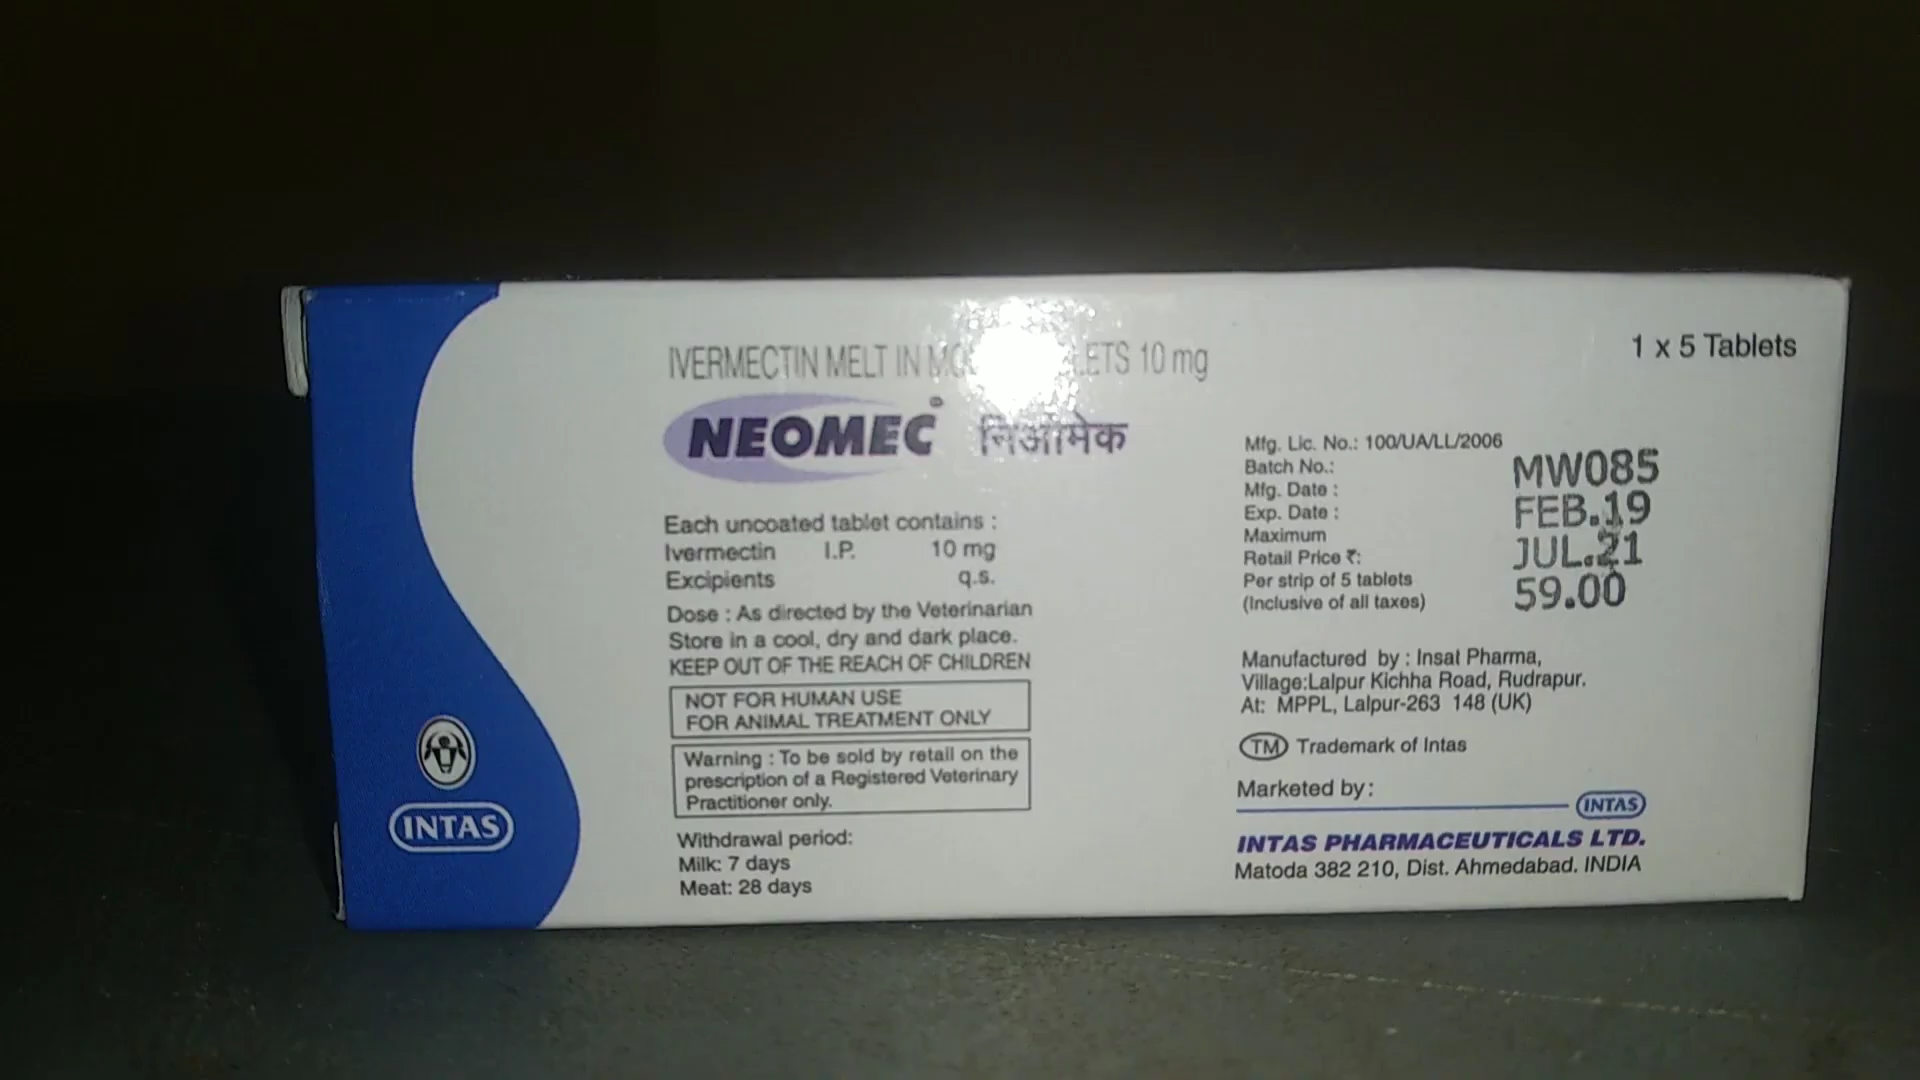 IVERMECTIN MELT IN ETS 10 mg
1 x 5 Tablets
NEOMEC निओमेक
Each uncoated tablet contains :
Ivermectin I.P. 10 mg
Excipients q.s.
Dose : As directed by the Veterinarian
Store in a cool, dry and dark place.
KEEP OUT OF THE REACH OF CHILDREN
NOT FOR HUMAN USE
FOR ANIMAL TREATMENT ONLY
Warning : To be sold by retail on the
prescription of a Registered Veterinary
Practitioner only.
Withdrawal period:
Milk: 7 days
Meat: 28 days
Mfg. Lic. No.: 100/UA/LL/2006
Batch No.: MW085
Mfg. Date : FEB.19
Exp. Date : JUL.21
Maximum
Retail Price ₹: 59.00
Per strip of 5 tablets
(Inclusive of all taxes)
Manufactured by : Insat Pharma,
Village:Lalpur Kichha Road, Rudrapur.
At: MPPL, Lalpur-263 148 (UK)
TM Trademark of Intas
Marketed by:
INTAS
INTAS PHARMACEUTICALS LTD.
Matoda 382 210, Dist. Ahmedabad. INDIA
INTAS